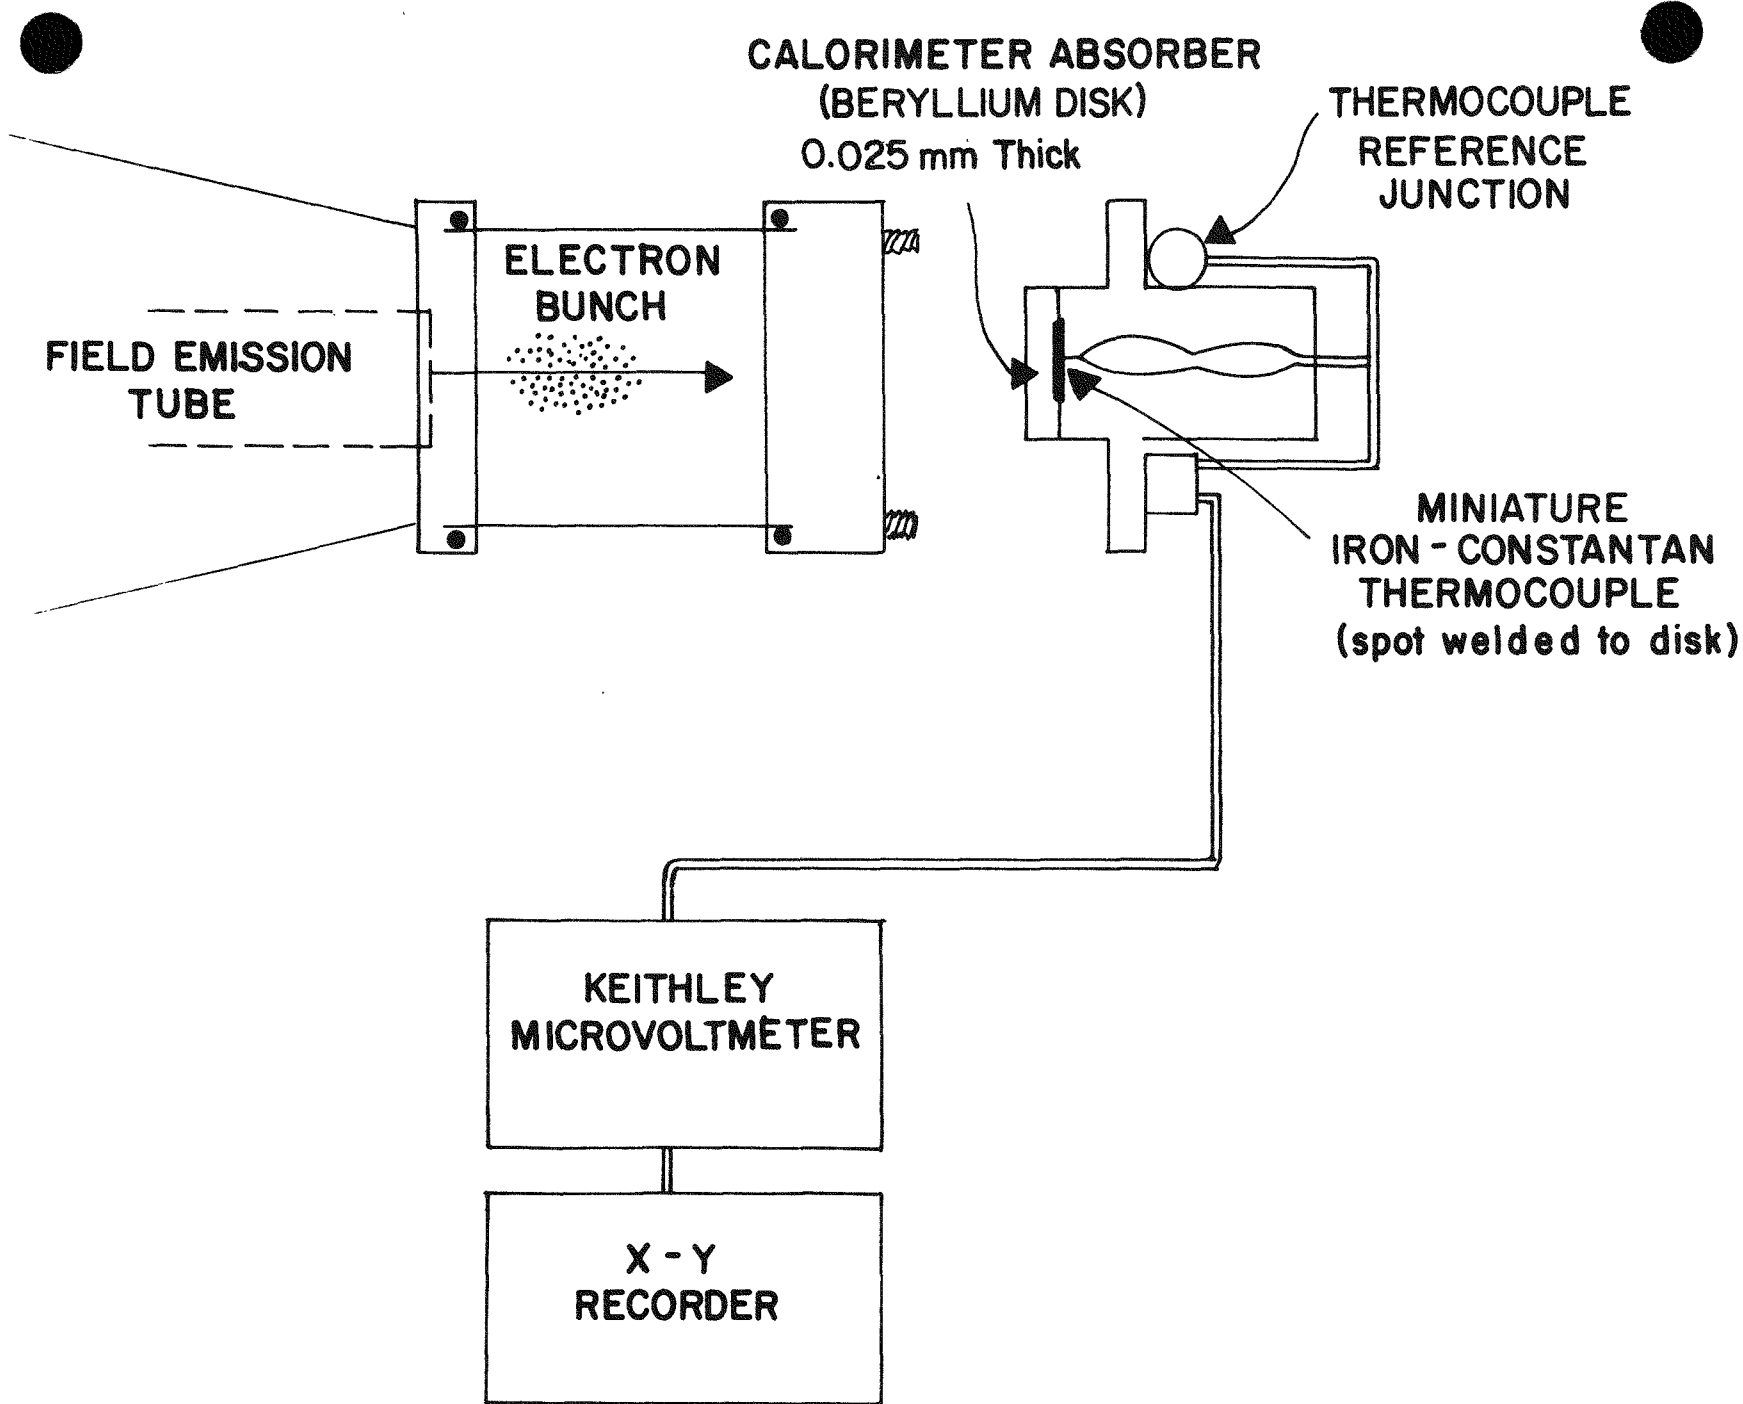 CALORIMETER ABSORBER
(BERYLLIUM DISK)
0.025 mm Thick
THERMOCOUPLE
REFERENCE
JUNCTION
ELECTRON
BUNCH
FIELD EMISSION
TUBE
MINIATURE
IRON - CONSTANTAN
THERMOCOUPLE
(spot welded to disk)
KEITHLEY
MICROVOLTMETER
X - Y
RECORDER